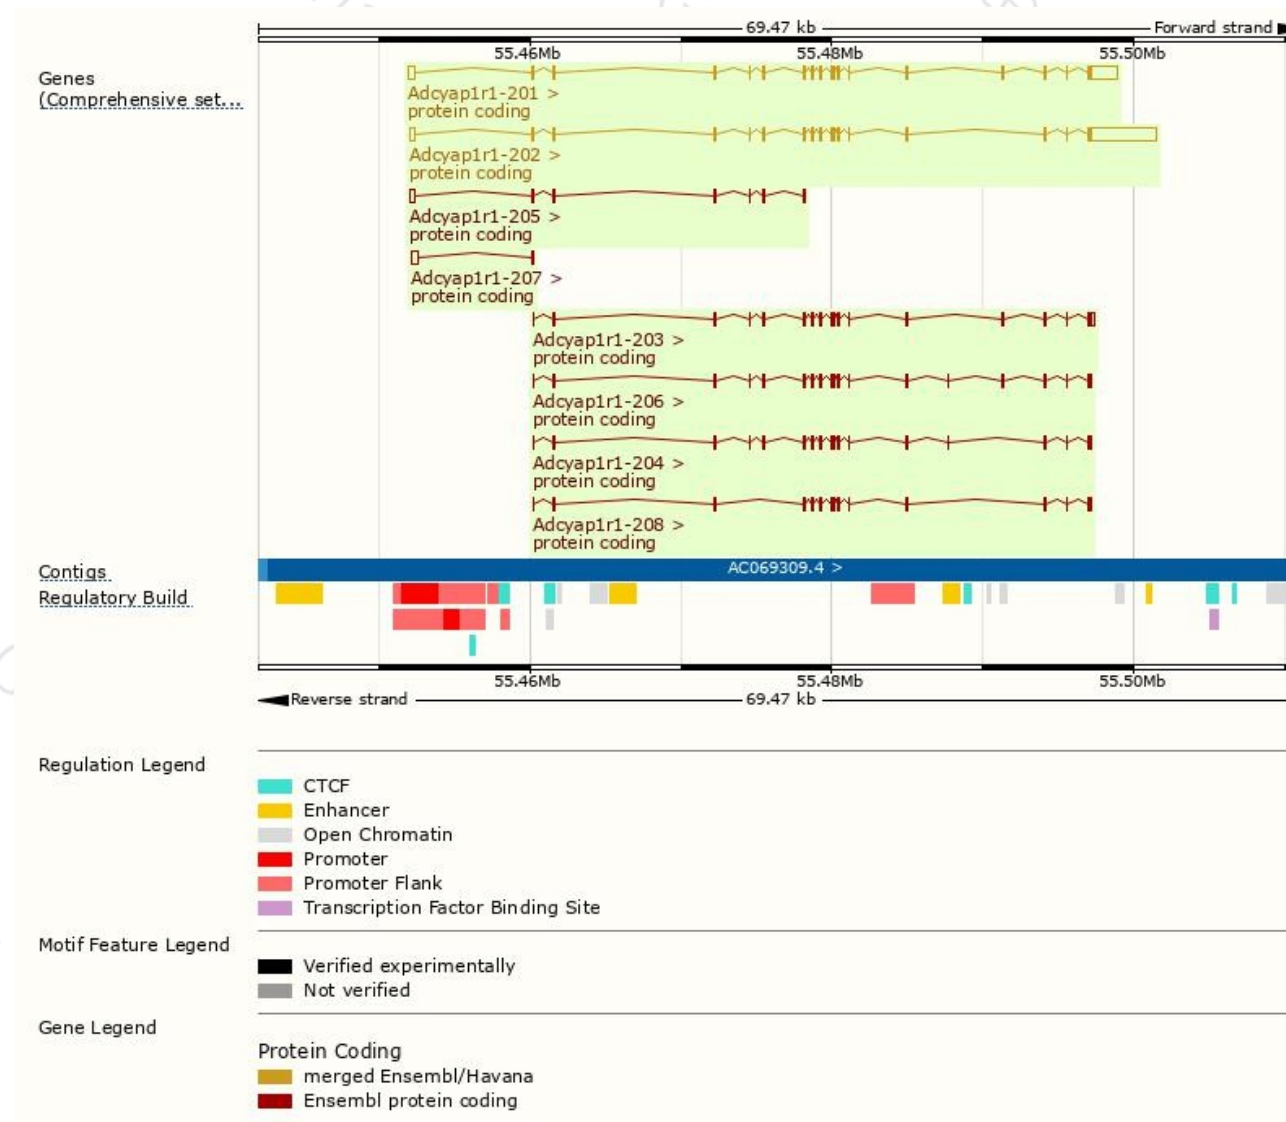 69.47 kb Forward strand
55.46Mb 55.48Mb 55.50Mb
Genes
(Comprehensive set...
Adcyap1r1-201 >
protein coding
Adcyap1r1-202 >
protein coding
Adcyap1r1-205 >
protein coding
Adcyap1r1-207 >
protein coding
Adcyap1r1-203 >
protein coding
Adcyap1r1-206 >
protein coding
Adcyap1r1-204 >
protein coding
Adcyap1r1-208 >
protein coding
Contigs AC069309.4 >
Regulatory Build
55.46Mb 55.48Mb 55.50Mb
Reverse strand 69.47 kb
Regulation Legend
CTCF
Enhancer
Open Chromatin
Promoter
Promoter Flank
Transcription Factor Binding Site
Motif Feature Legend
Verified experimentally
Not verified
Gene Legend
Protein Coding
merged Ensembl/Havana
Ensembl protein coding